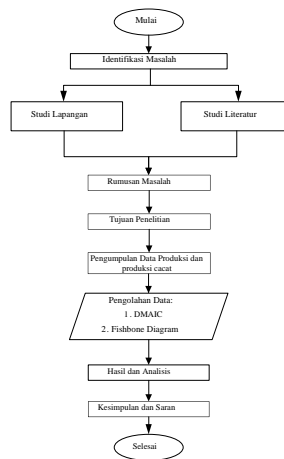 Mulai
Identifikasi Masalah
Studi Lapangan
Studi Literatur
Rumusan Masalah
Tujuan Penelitian
Pengumpulan Data Produksi dan
produksi cacat
Pengolahan Data:
1. DMAIC
2. Fishbone Diagram
Hasil dan Analisis
Kesimpulan dan Saran
Selesai